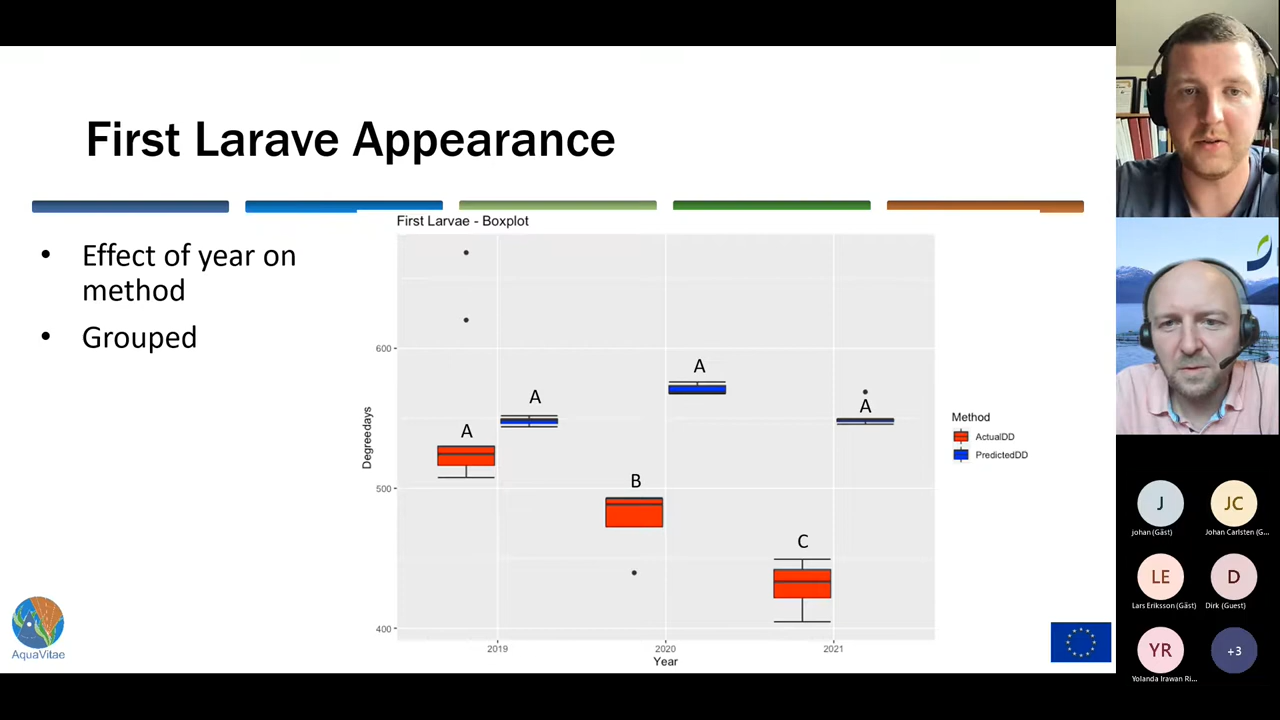 First Larave Appearance
• Effect of year on
method
• Grouped
First Larvae - Boxplot
Degreedays
600
500
400
A
A
B
A
C
A
2019
2020
2021
Year
Method
ActualDD
PredictedDD
AquaVitae
J
johan (Gäst)
JC
Johan Carlsten (G...
LE
Lars Eriksson (Gäst)
D
Dirk (Guest)
YR
Yolanda Irawan Ri...
+3